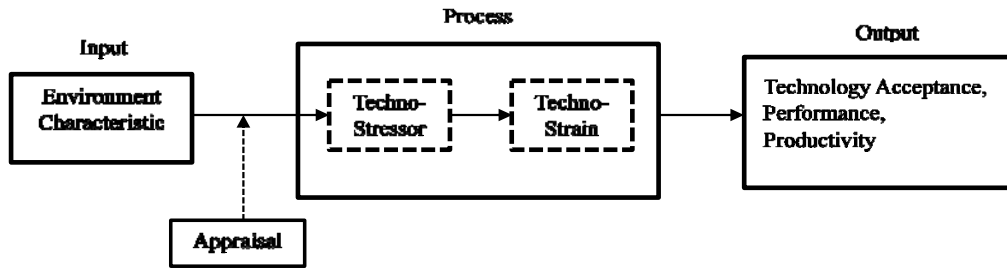 Process
Input
Output
Environment
Characteristic
Techno-
Stressor
Techno-
Strain
Technology Acceptance,
Performance,
Productivity
Appraisal